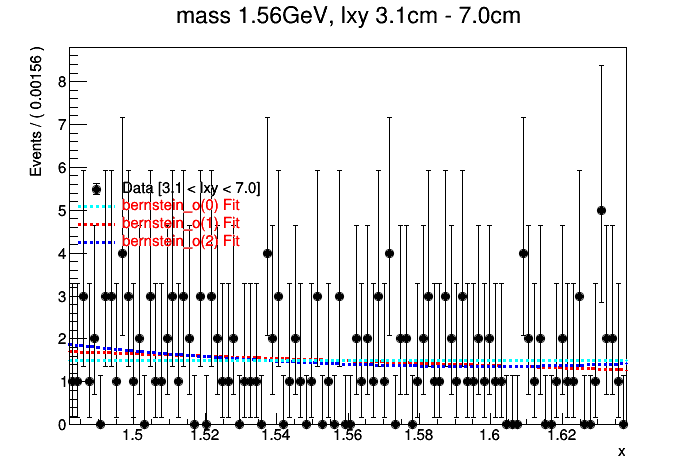 mass 1.56GeV, lxy 3.1cm - 7.0cm
Events / ( 0.00156 )
8
7
6
5
4
3
2
1
0
Data [3.1 < lxy < 7.0]
bernstein_o(0) Fit
bernstein_o(1) Fit
bernstein_o(2) Fit
1.5 1.52 1.54 1.56 1.58 1.6 1.62
x